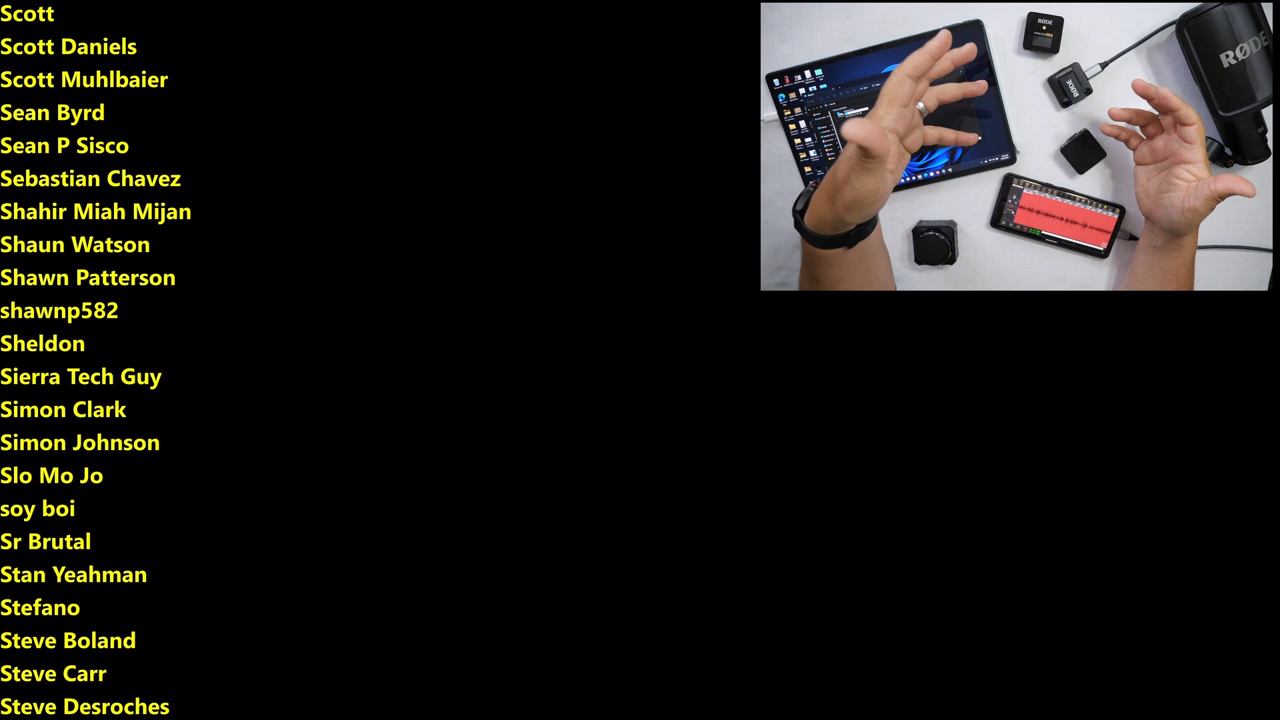 Scott
Scott Daniels
Scott Muhlbaier
Sean Byrd
Sean P Sisco
Sebastian Chavez
Shahir Miah Mijan
Shaun Watson
Shawn Patterson
shawnp582
Sheldon
Sierra Tech Guy
Simon Clark
Simon Johnson
Slo Mo Jo
soy boi
Sr Brutal
Stan Yeahman
Stefano
Steve Boland
Steve Carr
Steve Desroches
RØDE
RØDE
RØDE